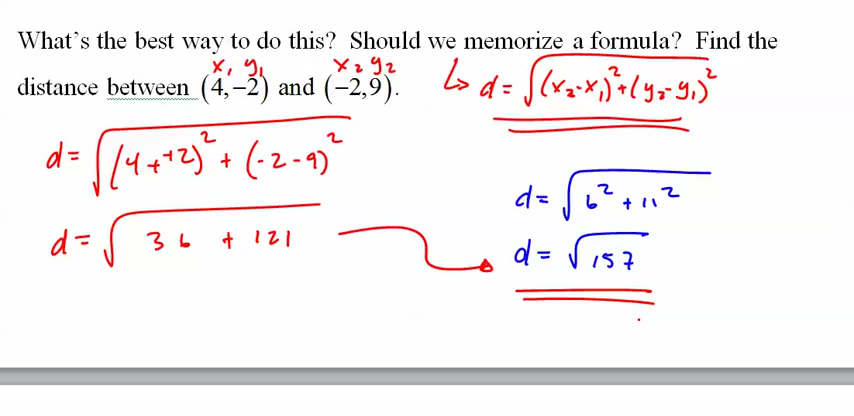 What's the best way to do this? Should we memorize a formula? Find the
x₁ y₁ x₂ y₂
distance between (4,−2) and (−2,9). ↳ d = √(x₂-x₁)² + (y₂-y₁)²
d = √(4 + +2)² + (-2 - 9)²
d = √36 + 121
d = √6² + 11²
d = √157